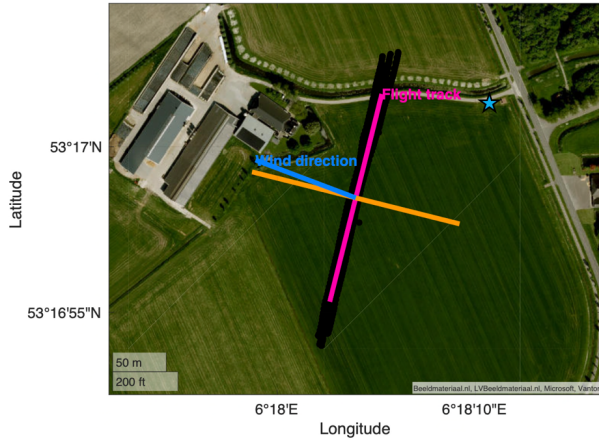 Flight track
53°17'N
Wind direction
Latitude
53°16'55"N
50 m
200 ft
Beeldmateriaal.nl, LVBeeldmateriaal.nl, Microsoft, Vantor
6°18'E
6°18'10"E
Longitude